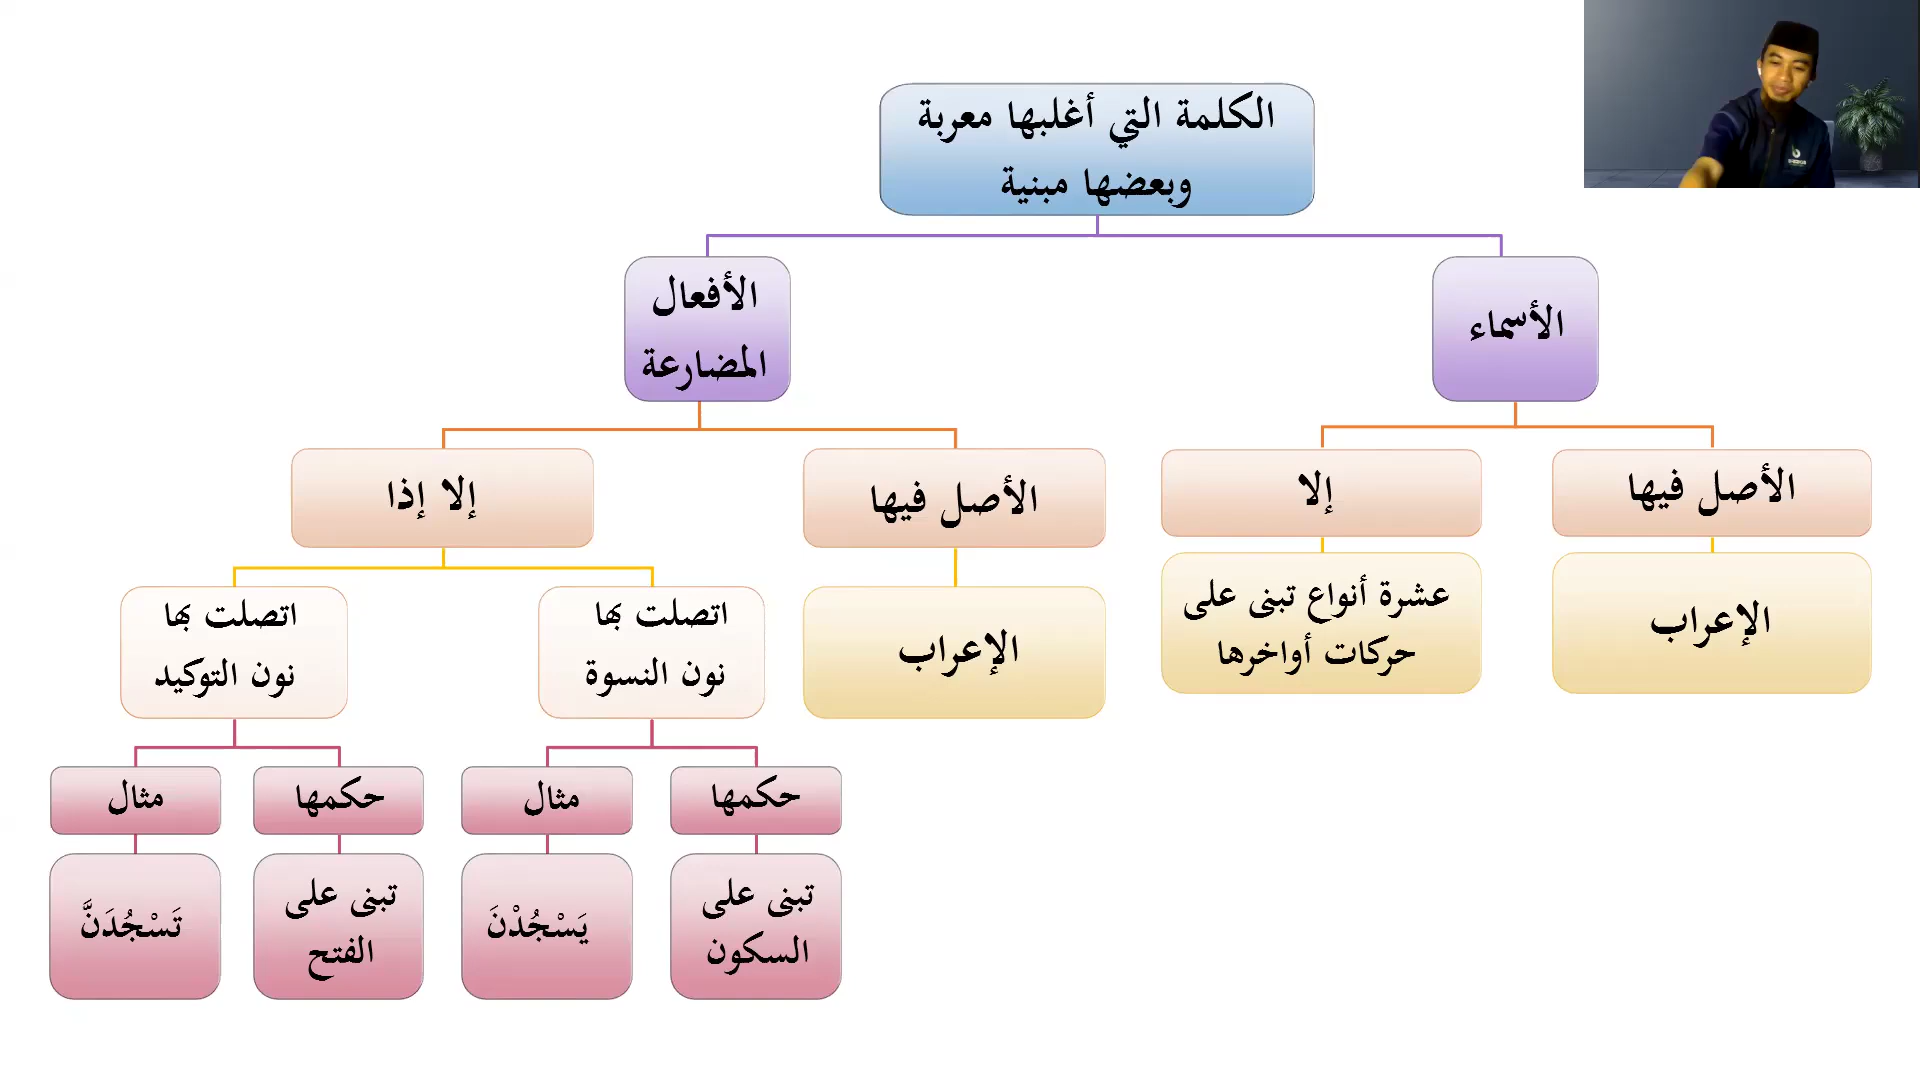 الكلمة التي أغلبها معربة
وبعضها مبنية
الأسماء
الأفعال
المضارعة
الأصل فيها
إلا
الأصل فيها
إلا إذا
الإعراب
عشرة أنواع تبنى على
حركات أواخرها
الإعراب
اتصلت بها
نون النسوة
اتصلت بها
نون التوكيد
حكمها
مثال
حكمها
مثال
تبنى على
السكون
يَسْجُدْنَ
تبنى على
الفتح
تَسْجُدَنَّ